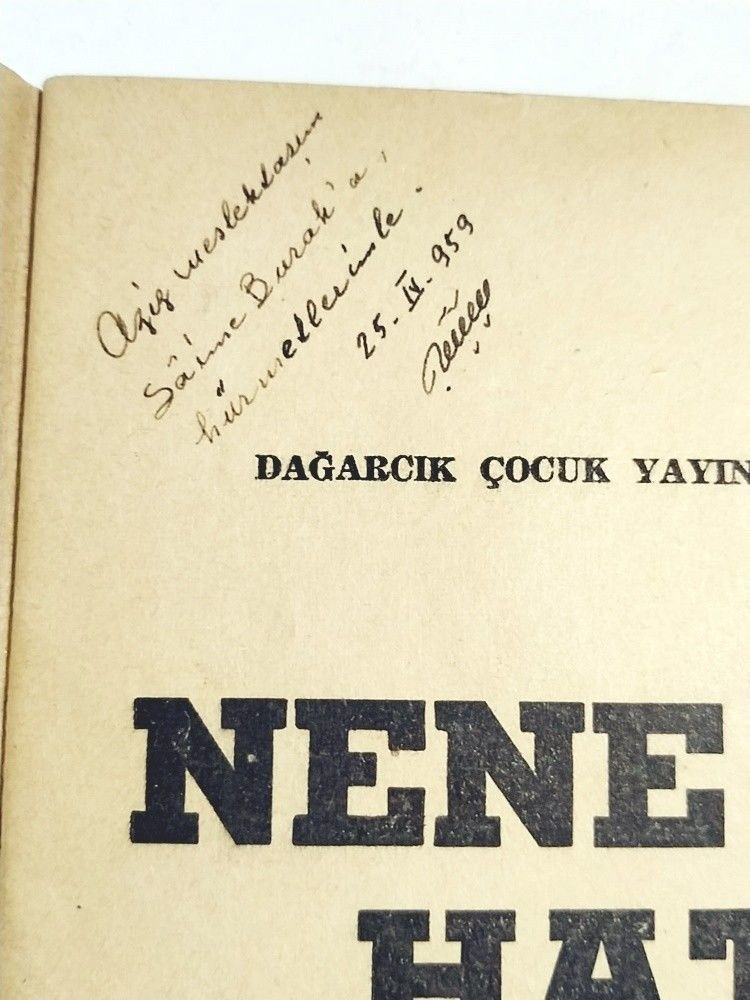 Aziz meslektaşım
Sâime Burak'a,
hürmetlerimle.
25-IV-959
DAĞARCIK ÇOCUK YAYIN
NENE
HAT